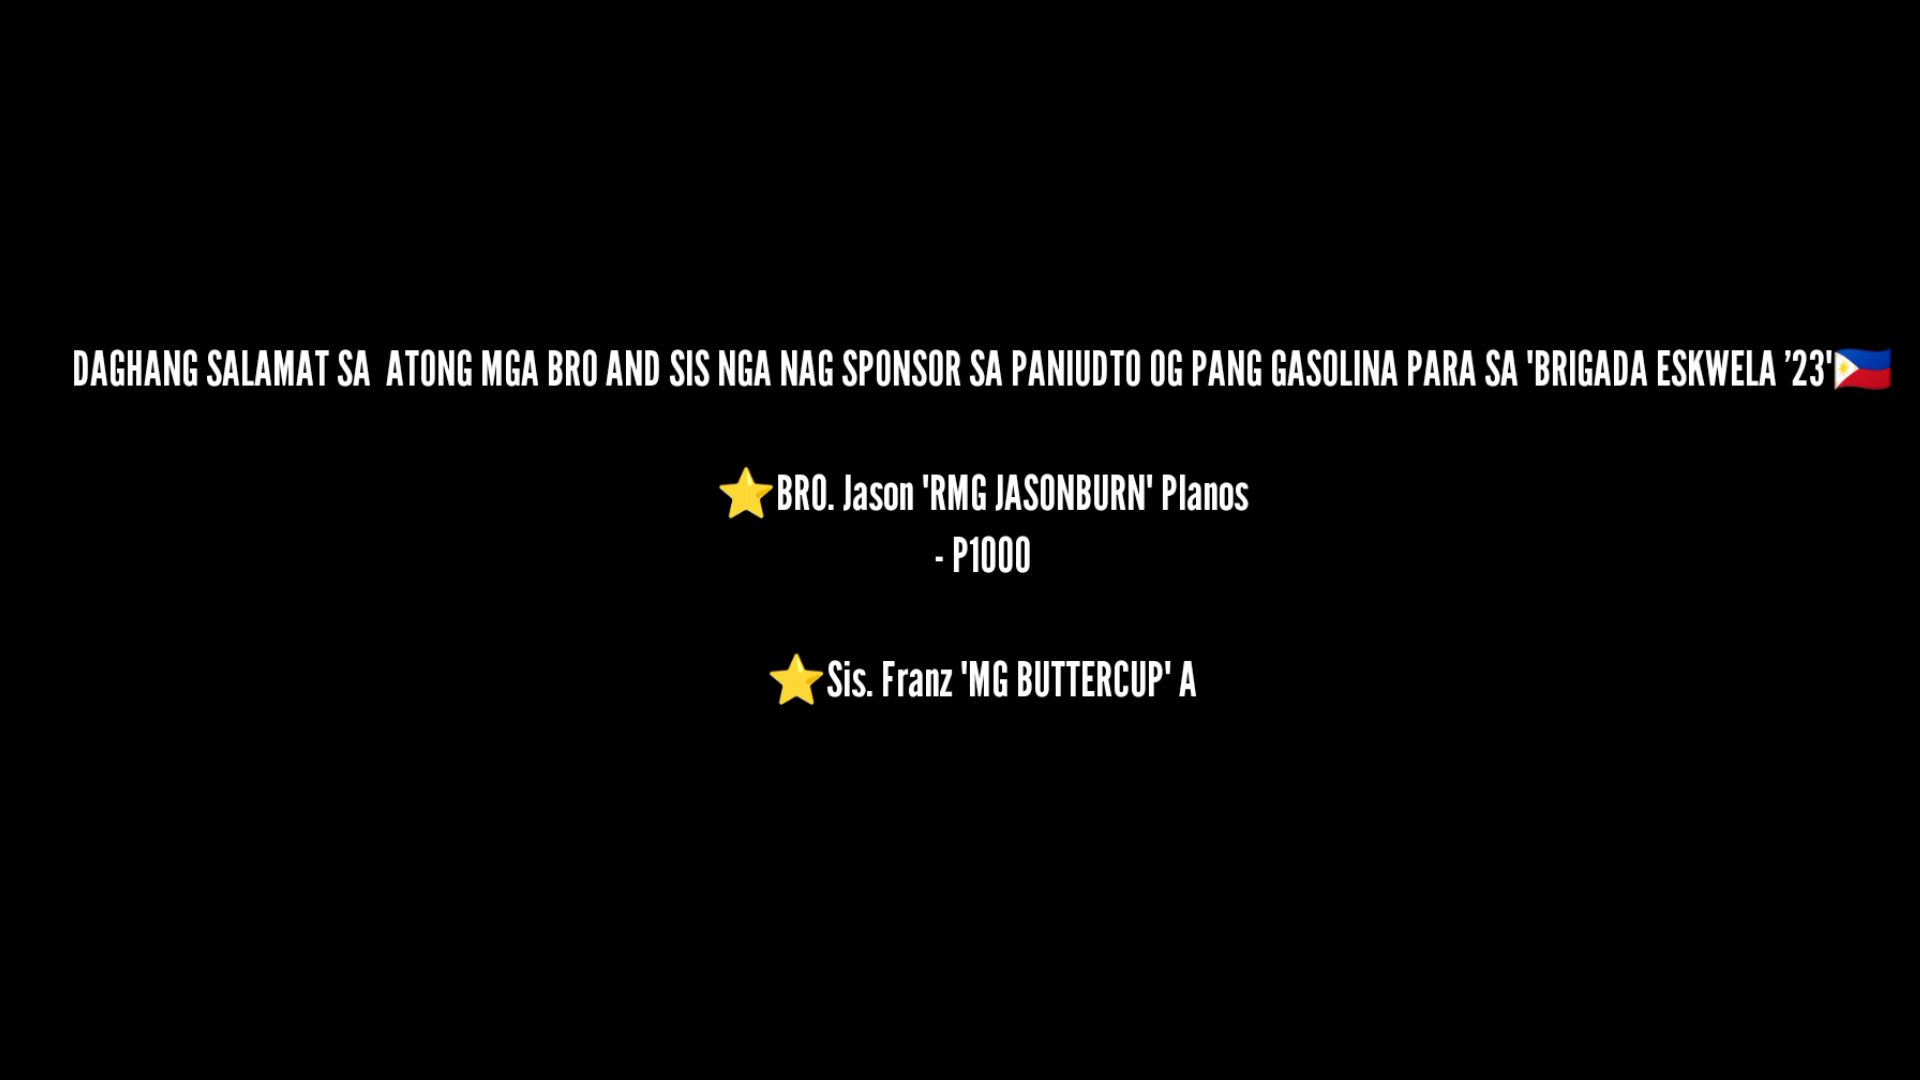 DAGHANG SALAMAT SA  ATONG MGA BRO AND SIS NGA NAG SPONSOR SA PANIUDTO OG PANG GASOLINA PARA SA 'BRIGADA ESKWELA ’23'🇵🇭
⭐BRO. Jason 'RMG JASONBURN' Planos
- P1000
⭐Sis. Franz 'MG BUTTERCUP' A